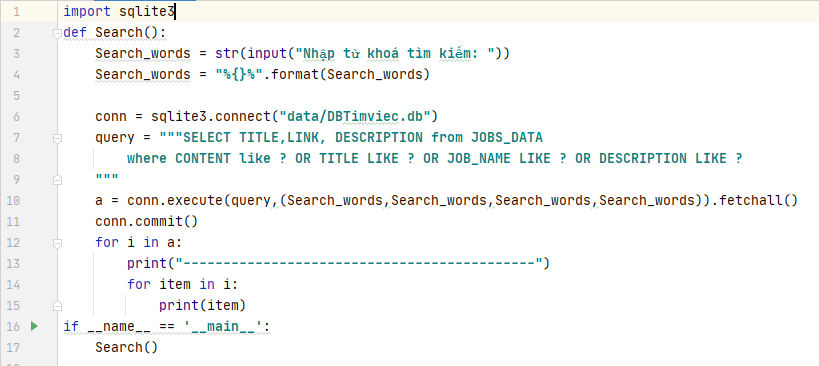 1 import sqlite3
2 def Search():
3     Search_words = str(input("Nhập từ khoá tìm kiếm: "))
4     Search_words = "%{}%".format(Search_words)
5
6     conn = sqlite3.connect("data/DBTimviec.db")
7     query = """SELECT TITLE,LINK, DESCRIPTION from JOBS_DATA
8         where CONTENT like ? OR TITLE LIKE ? OR JOB_NAME LIKE ? OR DESCRIPTION LIKE ?
9     """
10     a = conn.execute(query,(Search_words,Search_words,Search_words,Search_words)).fetchall()
11     conn.commit()
12     for i in a:
13         print("--------------------------------------------")
14         for item in i:
15             print(item)
16 if __name__ == '__main__':
17     Search()